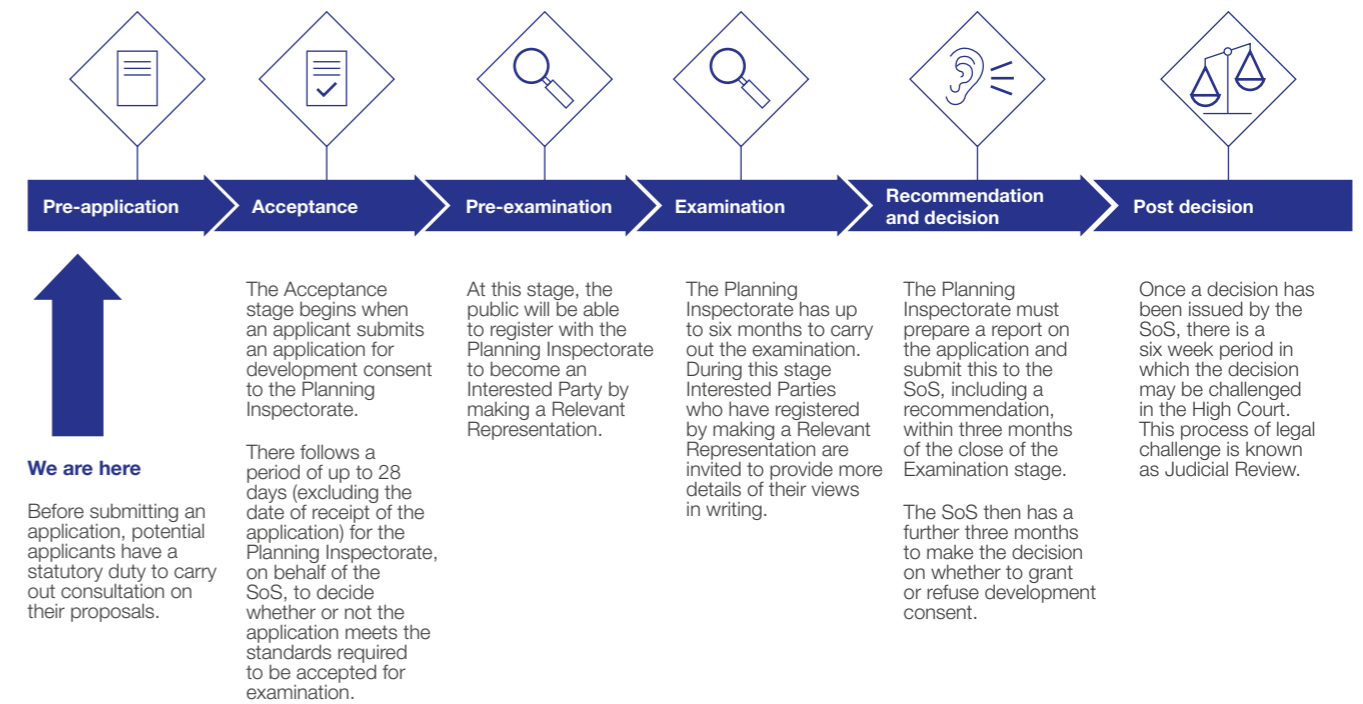 Pre-application
Acceptance
Pre-examination
Examination
Recommendation
and decision
Post decision
We are here
Before submitting an
application, potential
applicants have a
statutory duty to carry
out consultation on
their proposals.
The Acceptance
stage begins when
an applicant submits
an application for
development consent
to the Planning
Inspectorate.
There follows a
period of up to 28
days (excluding the
date of receipt of the
application) for the
Planning Inspectorate,
on behalf of the
SoS, to decide
whether or not the
application meets the
standards required
to be accepted for
examination.
At this stage, the
public will be able
to register with the
Planning Inspectorate
to become an
Interested Party by
making a Relevant
Representation.
The Planning
Inspectorate has up
to six months to carry
out the examination.
During this stage
Interested Parties
who have registered
by making a Relevant
Representation are
invited to provide more
details of their views
in writing.
The Planning
Inspectorate must
prepare a report on
the application and
submit this to the
SoS, including a
recommendation,
within three months
of the close of the
Examination stage.
The SoS then has a
further three months
to make the decision
on whether to grant
or refuse development
consent.
Once a decision has
been issued by the
SoS, there is a
six week period in
which the decision
may be challenged
in the High Court.
This process of legal
challenge is known
as Judicial Review.